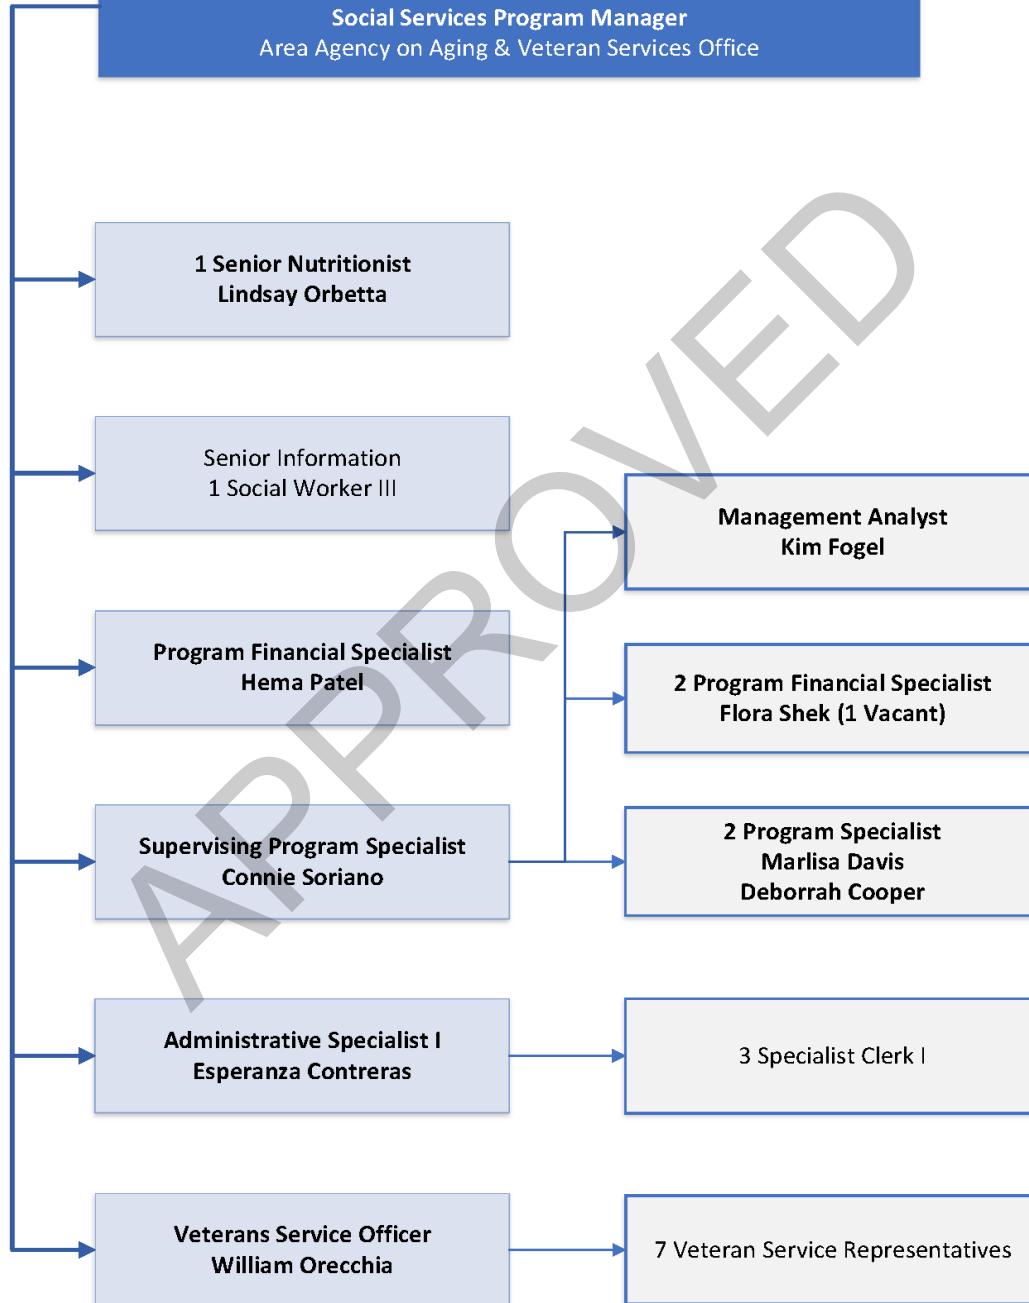 Social Services Program Manager
Area Agency on Aging & Veteran Services Office
1 Senior Nutritionist
Lindsay Orbetta
Senior Information
1 Social Worker III
Management Analyst
Kim Fogel
Program Financial Specialist
Hema Patel
2 Program Financial Specialist
Flora Shek (1 Vacant)
Supervising Program Specialist
Connie Soriano
2 Program Specialist
Marlisa Davis
Deborrah Cooper
Administrative Specialist I
Esperanza Contreras
3 Specialist Clerk I
Veterans Service Officer
William Orecchia
7 Veteran Service Representatives
APPROVED